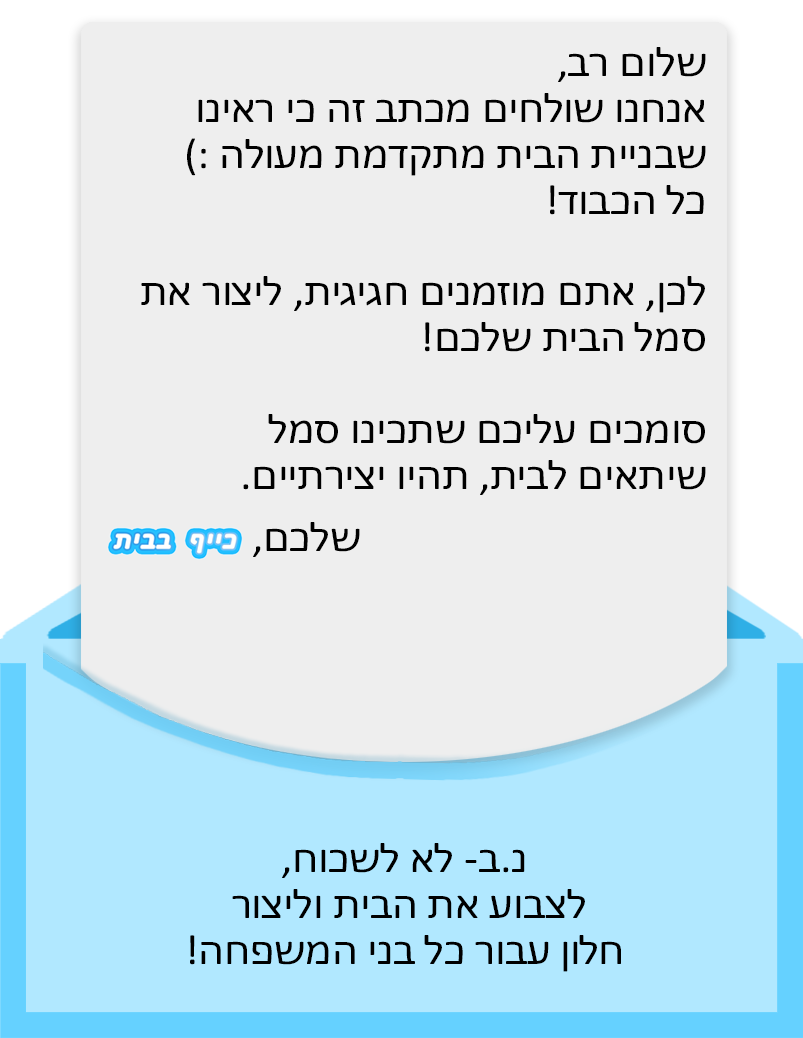 שלום רב,
אנחנו שולחים מכתב זה כי ראינו
שבניית הבית מתקדמת מעולה :)
כל הכבוד!
לכן, אתם מוזמנים חגיגית, ליצור את
סמל הבית שלכם!
סומכים עליכם שתכינו סמל
שיתאים לבית, תהיו יצירתיים.
שלכם, כייף בבית
נ.ב- לא לשכוח,
לצבוע את הבית וליצור
חלון עבור כל בני המשפחה!